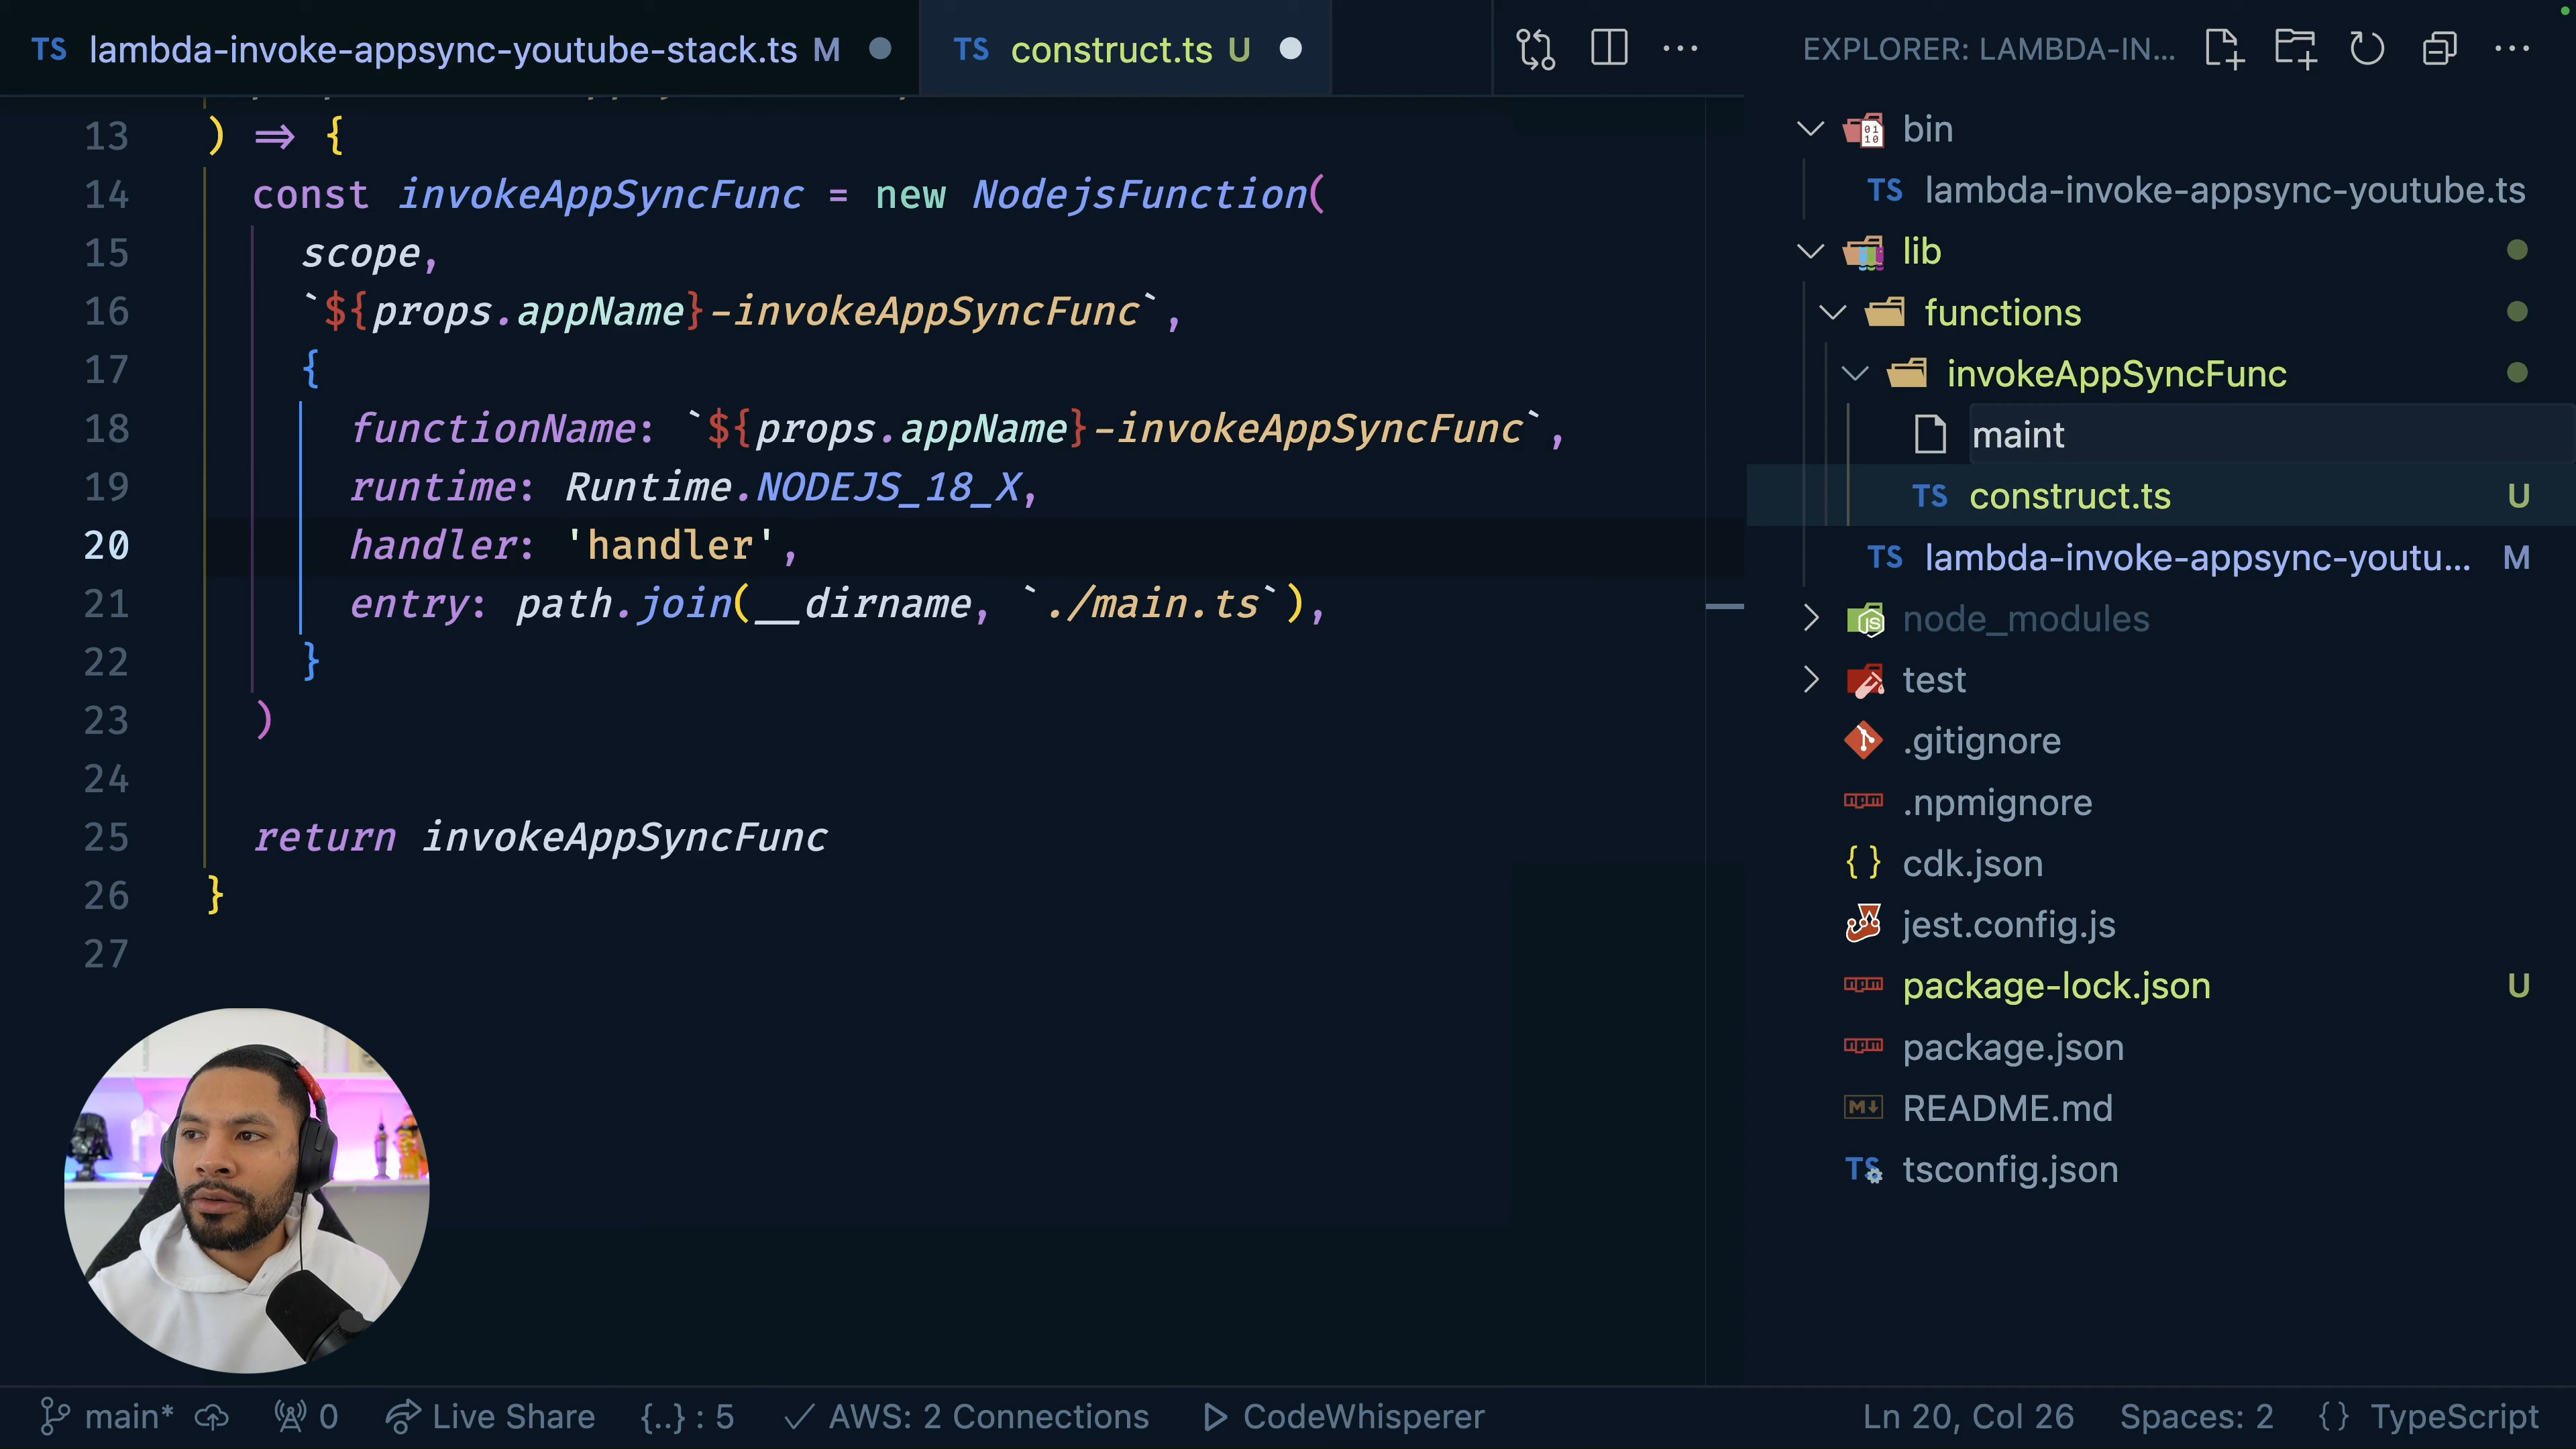 TS lambda-invoke-appsync-youtube-stack.ts M
TS construct.ts U
EXPLORER: LAMBDA-IN...
13 ) => {
14 const invokeAppSyncFunc = new NodejsFunction(
15 scope,
16 `${props.appName}-invokeAppSyncFunc`,
17 {
18 functionName: `${props.appName}-invokeAppSyncFunc`,
19 runtime: Runtime.NODEJS_18_X,
20 handler: 'handler',
21 entry: path.join(__dirname, `./main.ts`),
22 }
23 )
24
25 return invokeAppSyncFunc
26 }
27
bin
TS lambda-invoke-appsync-youtube.ts
lib
functions
invokeAppSyncFunc
maint
TS construct.ts U
TS lambda-invoke-appsync-youtu... M
node_modules
test
.gitignore
.npmignore
{ } cdk.json
jest.config.js
package-lock.json U
package.json
README.md
TS tsconfig.json
main* 0 Live Share {..} : 5 AWS: 2 Connections CodeWhisperer Ln 20, Col 26 Spaces: 2 { } TypeScript